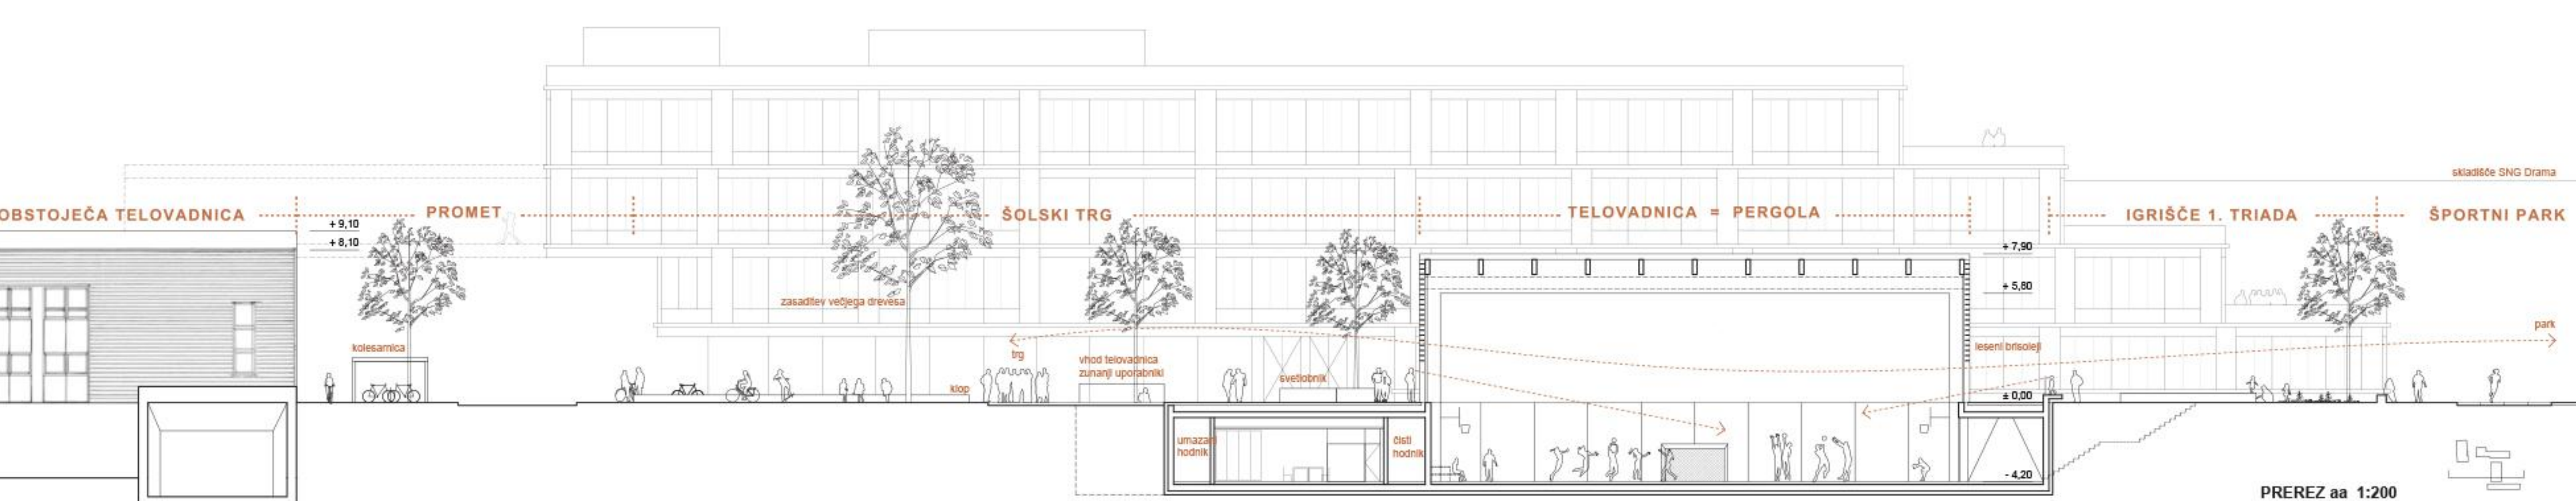 skladišče SNG Drama
OBSTOJEČA TELOVADNICA
PROMET
ŠOLSKI TRG
TELOVADNICA = PERGOLA
IGRIŠČE 1. TRIADA
ŠPORTNI PARK
+ 9,10
+ 8,10
+ 7,90
+ 5,80
zasaditev večjega drevesa
park
kolesarnica
trg
vhod telovadnica
zunanji uporabniki
leseni brisoleji
svetlobnik
klop
± 0,00
umazani
hodnik
čisti
hodnik
- 4,20
PREREZ aa 1:200